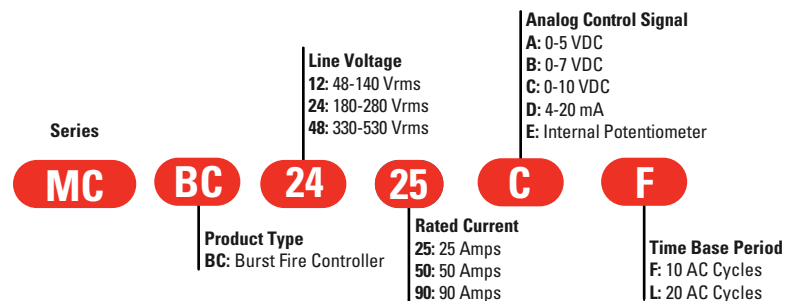 Analog Control Signal
A: 0-5 VDC
B: 0-7 VDC
C: 0-10 VDC
D: 4-20 mA
E: Internal Potentiometer
Line Voltage
12: 48-140 Vrms
24: 180-280 Vrms
48: 330-530 Vrms
Series
MC BC 24 25 C F
Product Type
BC: Burst Fire Controller
Rated Current
25: 25 Amps
50: 50 Amps
90: 90 Amps
Time Base Period
F: 10 AC Cycles
L: 20 AC Cycles